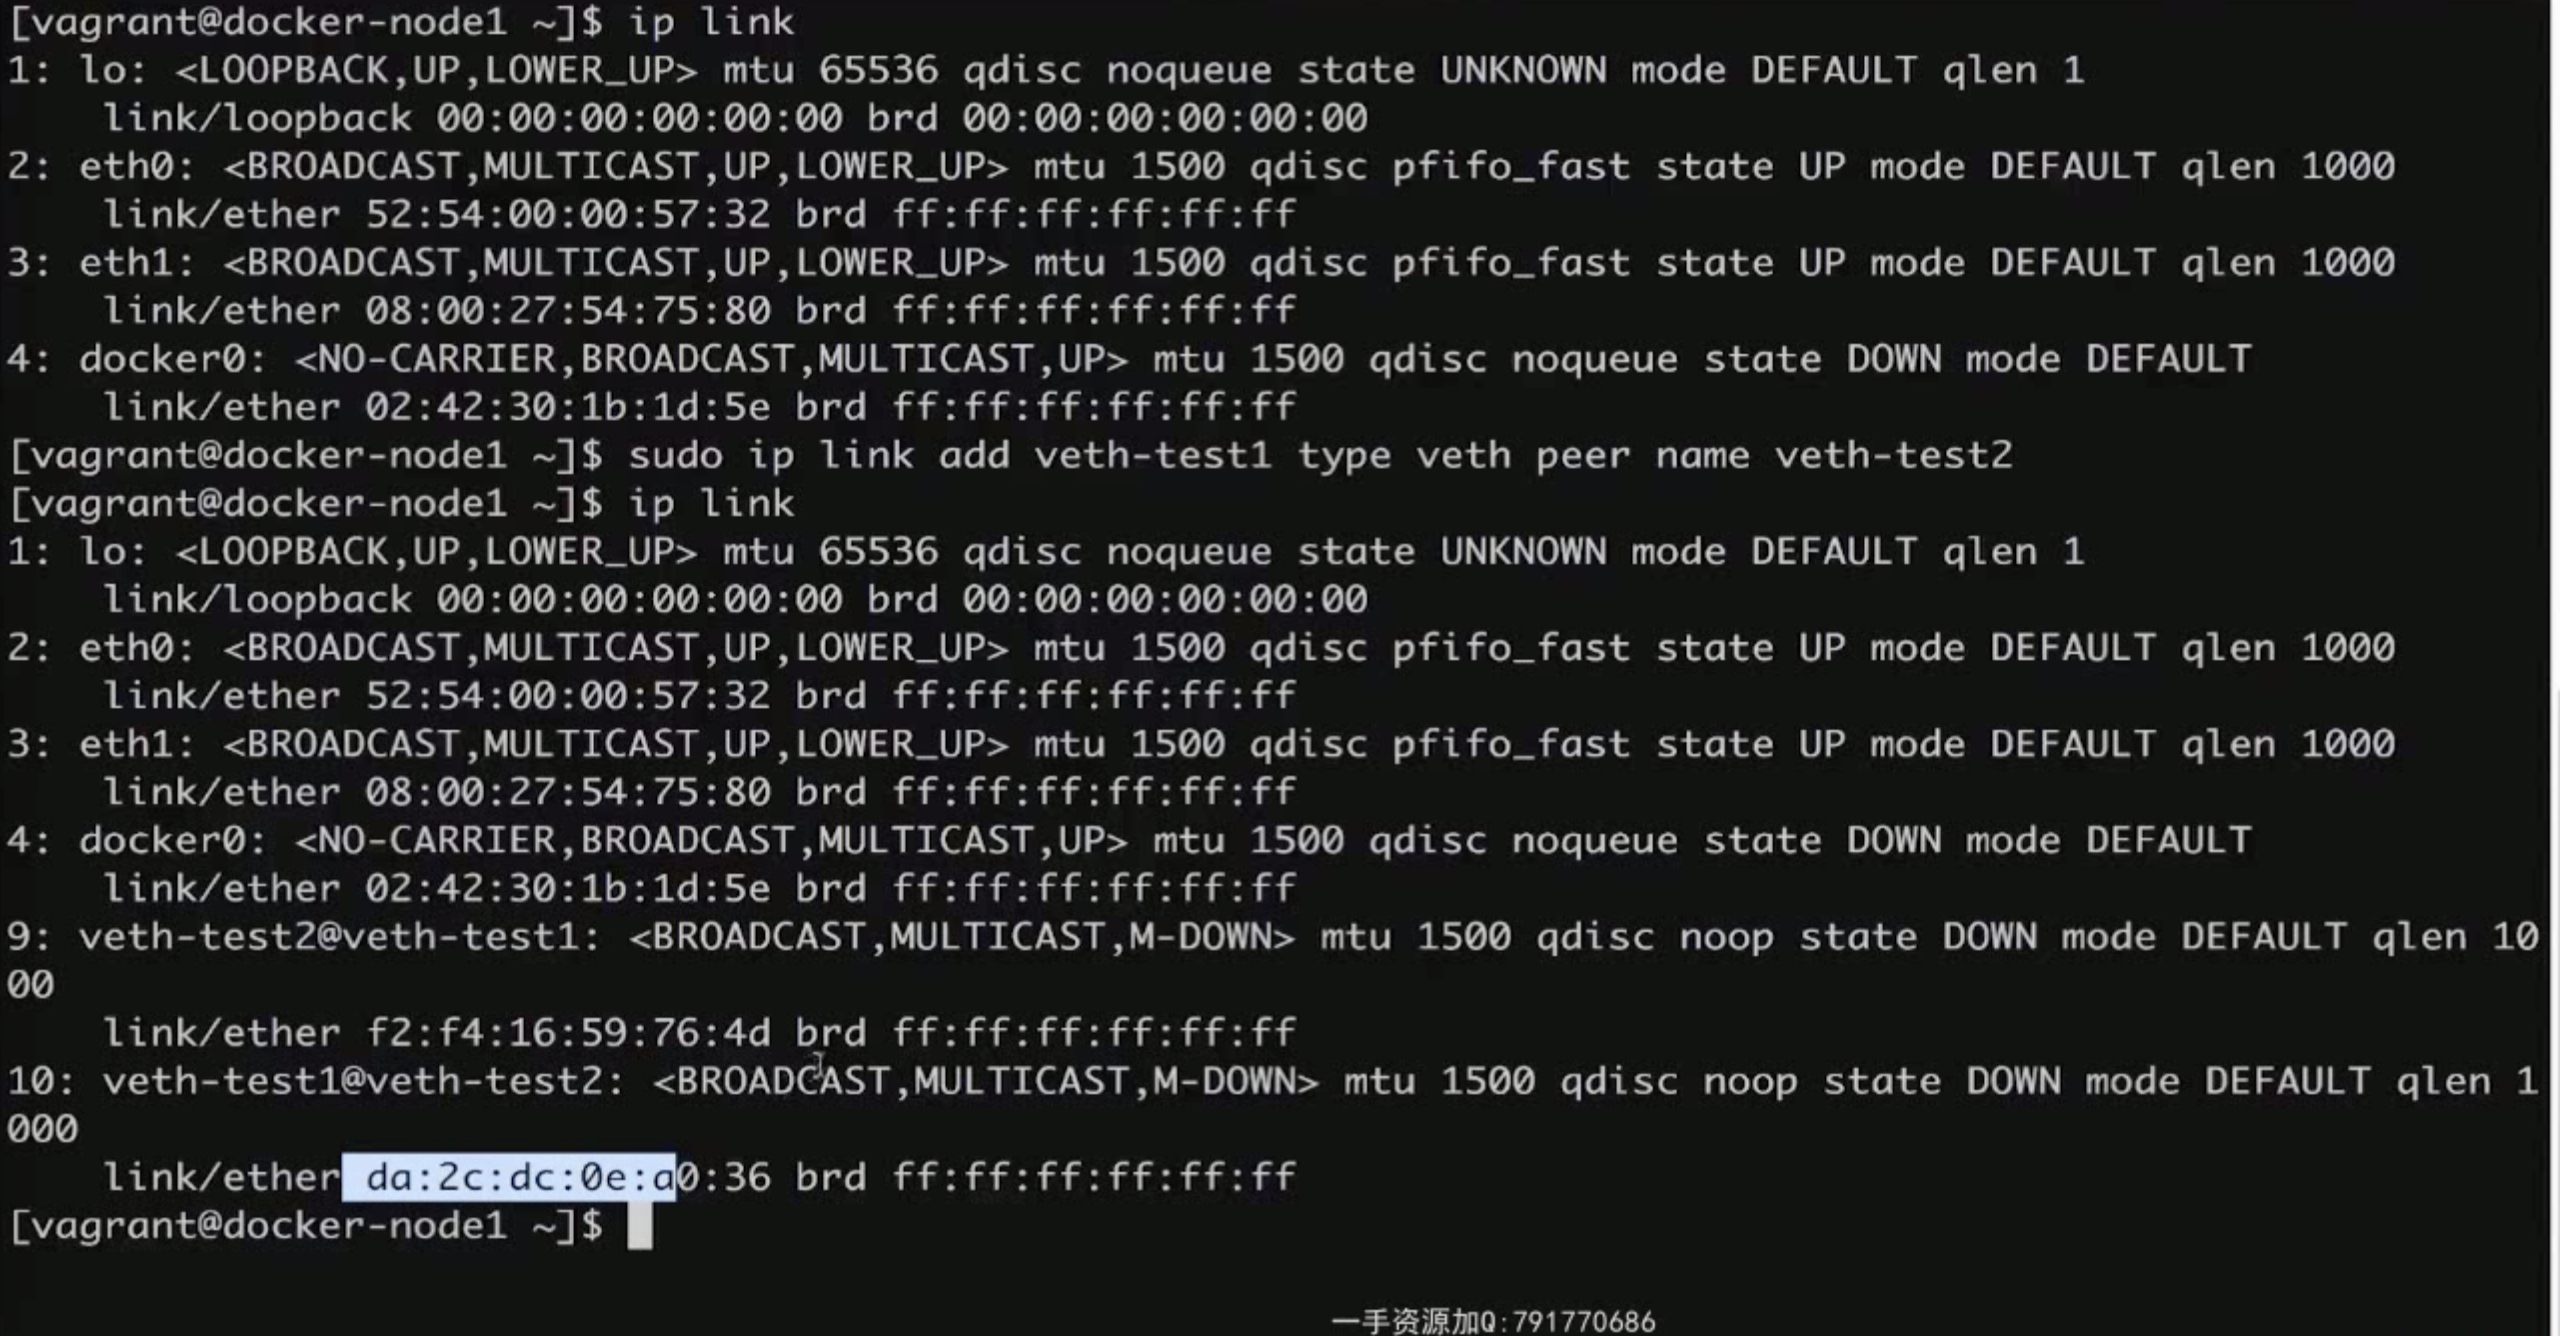 [vagrant@docker-node1 ~]$ ip link
1: lo: <LOOPBACK,UP,LOWER_UP> mtu 65536 qdisc noqueue state UNKNOWN mode DEFAULT qlen 1
    link/loopback 00:00:00:00:00:00 brd 00:00:00:00:00:00
2: eth0: <BROADCAST,MULTICAST,UP,LOWER_UP> mtu 1500 qdisc pfifo_fast state UP mode DEFAULT qlen 1000
    link/ether 52:54:00:00:57:32 brd ff:ff:ff:ff:ff:ff
3: eth1: <BROADCAST,MULTICAST,UP,LOWER_UP> mtu 1500 qdisc pfifo_fast state UP mode DEFAULT qlen 1000
    link/ether 08:00:27:54:75:80 brd ff:ff:ff:ff:ff:ff
4: docker0: <NO-CARRIER,BROADCAST,MULTICAST,UP> mtu 1500 qdisc noqueue state DOWN mode DEFAULT
    link/ether 02:42:30:1b:1d:5e brd ff:ff:ff:ff:ff:ff
[vagrant@docker-node1 ~]$ sudo ip link add veth-test1 type veth peer name veth-test2
[vagrant@docker-node1 ~]$ ip link
1: lo: <LOOPBACK,UP,LOWER_UP> mtu 65536 qdisc noqueue state UNKNOWN mode DEFAULT qlen 1
    link/loopback 00:00:00:00:00:00 brd 00:00:00:00:00:00
2: eth0: <BROADCAST,MULTICAST,UP,LOWER_UP> mtu 1500 qdisc pfifo_fast state UP mode DEFAULT qlen 1000
    link/ether 52:54:00:00:57:32 brd ff:ff:ff:ff:ff:ff
3: eth1: <BROADCAST,MULTICAST,UP,LOWER_UP> mtu 1500 qdisc pfifo_fast state UP mode DEFAULT qlen 1000
    link/ether 08:00:27:54:75:80 brd ff:ff:ff:ff:ff:ff
4: docker0: <NO-CARRIER,BROADCAST,MULTICAST,UP> mtu 1500 qdisc noqueue state DOWN mode DEFAULT
    link/ether 02:42:30:1b:1d:5e brd ff:ff:ff:ff:ff:ff
9: veth-test2@veth-test1: <BROADCAST,MULTICAST,M-DOWN> mtu 1500 qdisc noop state DOWN mode DEFAULT qlen 10
00
    link/ether f2:f4:16:59:76:4d brd ff:ff:ff:ff:ff:ff
10: veth-test1@veth-test2: <BROADCAST,MULTICAST,M-DOWN> mtu 1500 qdisc noop state DOWN mode DEFAULT qlen 1
000
    link/ether da:2c:dc:0e:a0:36 brd ff:ff:ff:ff:ff:ff
[vagrant@docker-node1 ~]$
一手资源加Q:791770686